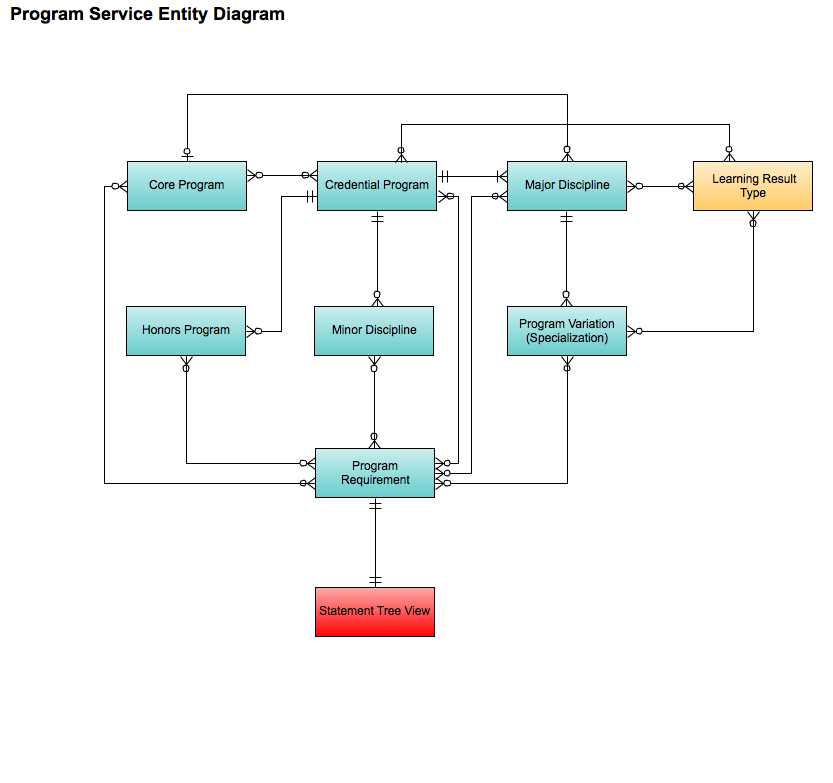 Program Service Entity Diagram
Core Program
Credential Program
Major Discipline
Learning Result
Type
Honors Program
Minor Discipline
Program Variation
(Specialization)
Program
Requirement
Statement Tree View